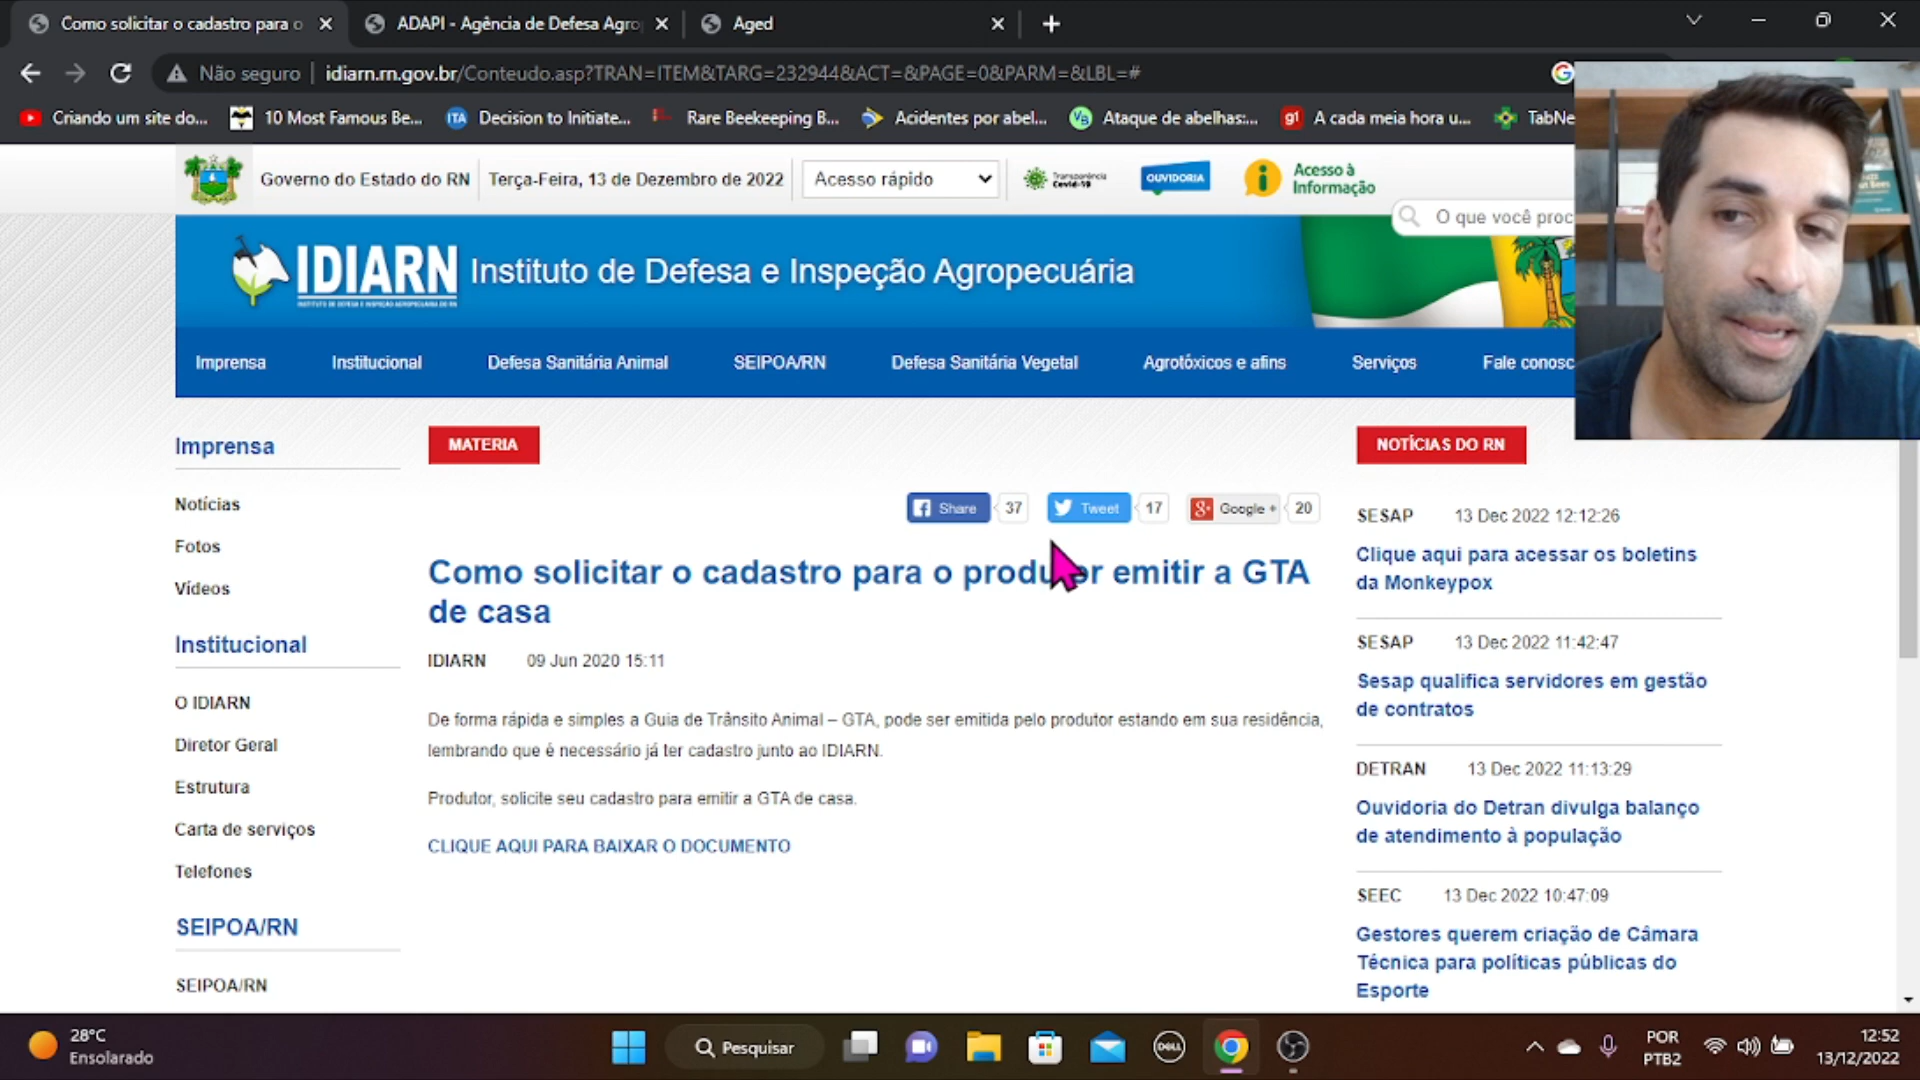 Como solicitar o cadastro para o
ADAPI - Agência de Defesa Agro
Aged
Não seguro
idiarn.rn.gov.br/Conteudo.asp?TRAN=ITEM&TARG=232944&ACT=&PAGE=0&PARM=&LBL=#
Criando um site do...
10 Most Famous Be...
ITA
Decision to Initiate...
Rare Beekeeping B...
Acidentes por abel...
VB
Ataque de abelhas:...
g1
A cada meia hora u...
TabNe
Governo do Estado do RN
Terça-Feira, 13 de Dezembro de 2022
Acesso rápido
Transparência
Covid-19
OUVIDORIA
Acesso à
Informação
O que você proc
IDIARN
Instituto de Defesa e Inspeção Agropecuária
Imprensa
Institucional
Defesa Sanitária Animal
SEIPOA/RN
Defesa Sanitária Vegetal
Agrotóxicos e afins
Serviços
Fale conosc
Imprensa
Notícias
Fotos
Vídeos
Institucional
O IDIARN
Diretor Geral
Estrutura
Carta de serviços
Telefones
SEIPOA/RN
SEIPOA/RN
MATERIA
Share
37
Tweet
17
Google +
20
Como solicitar o cadastro para o produtor emitir a GTA
de casa
IDIARN 09 Jun 2020 15:11
De forma rápida e simples a Guia de Trânsito Animal – GTA, pode ser emitida pelo produtor estando em sua residência,
lembrando que é necessário já ter cadastro junto ao IDIARN.
Produtor, solicite seu cadastro para emitir a GTA de casa.
CLIQUE AQUI PARA BAIXAR O DOCUMENTO
NOTÍCIAS DO RN
SESAP 13 Dec 2022 12:12:26
Clique aqui para acessar os boletins
da Monkeypox
SESAP 13 Dec 2022 11:42:47
Sesap qualifica servidores em gestão
de contratos
DETRAN 13 Dec 2022 11:13:29
Ouvidoria do Detran divulga balanço
de atendimento à população
SEEC 13 Dec 2022 10:47:09
Gestores querem criação de Câmara
Técnica para políticas públicas do
Esporte
28°C
Ensolarado
Pesquisar
DELL
POR
PTB2
12:52
13/12/2022